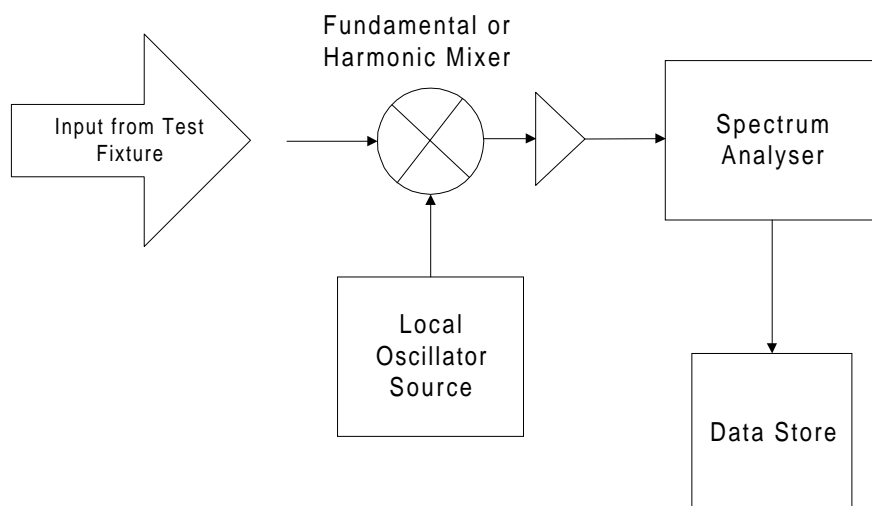 Fundamental or
Harmonic Mixer
Input from Test
Fixture
Spectrum
Analyser
Local
Oscillator
Source
Data Store